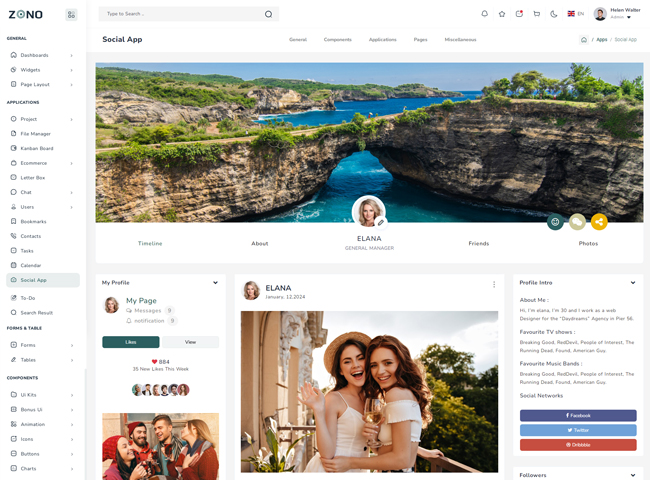 ZONO
Type to Search ..
EN
Helen Walter
Admin
GENERAL
Dashboards
Widgets
Page Layout
APPLICATIONS
Project
File Manager
Kanban Board
Ecommerce
Letter Box
Chat
Users
Bookmarks
Contacts
Tasks
Calendar
Social App
To-Do
Search Result
FORMS & TABLE
Forms
Tables
COMPONENTS
Ui Kits
Bonus Ui
Animation
Icons
Buttons
Charts
Social App
General
Components
Applications
Pages
Miscellaneous
/ Apps / Social App
Timeline
About
ELANA
GENERAL MANAGER
Friends
Photos
My Profile
My Page
Messages 9
notification 9
Likes
View
884
35 New Likes This Week
ELANA
January, 12,2024
Profile Intro
About Me :
Hi, I'm elana, I'm 30 and I work as a web
Designer for the "Daydreams" Agency in Pier 56.
Favourite TV shows :
Breaking Good, RedDevil, People of Interest, The
Running Dead, Found, American Guy.
Favourite Music Bands :
Breaking Good, RedDevil, People of Interest, The
Running Dead, Found, American Guy.
Social Networks
Facebook
Twitter
Dribbble
Followers